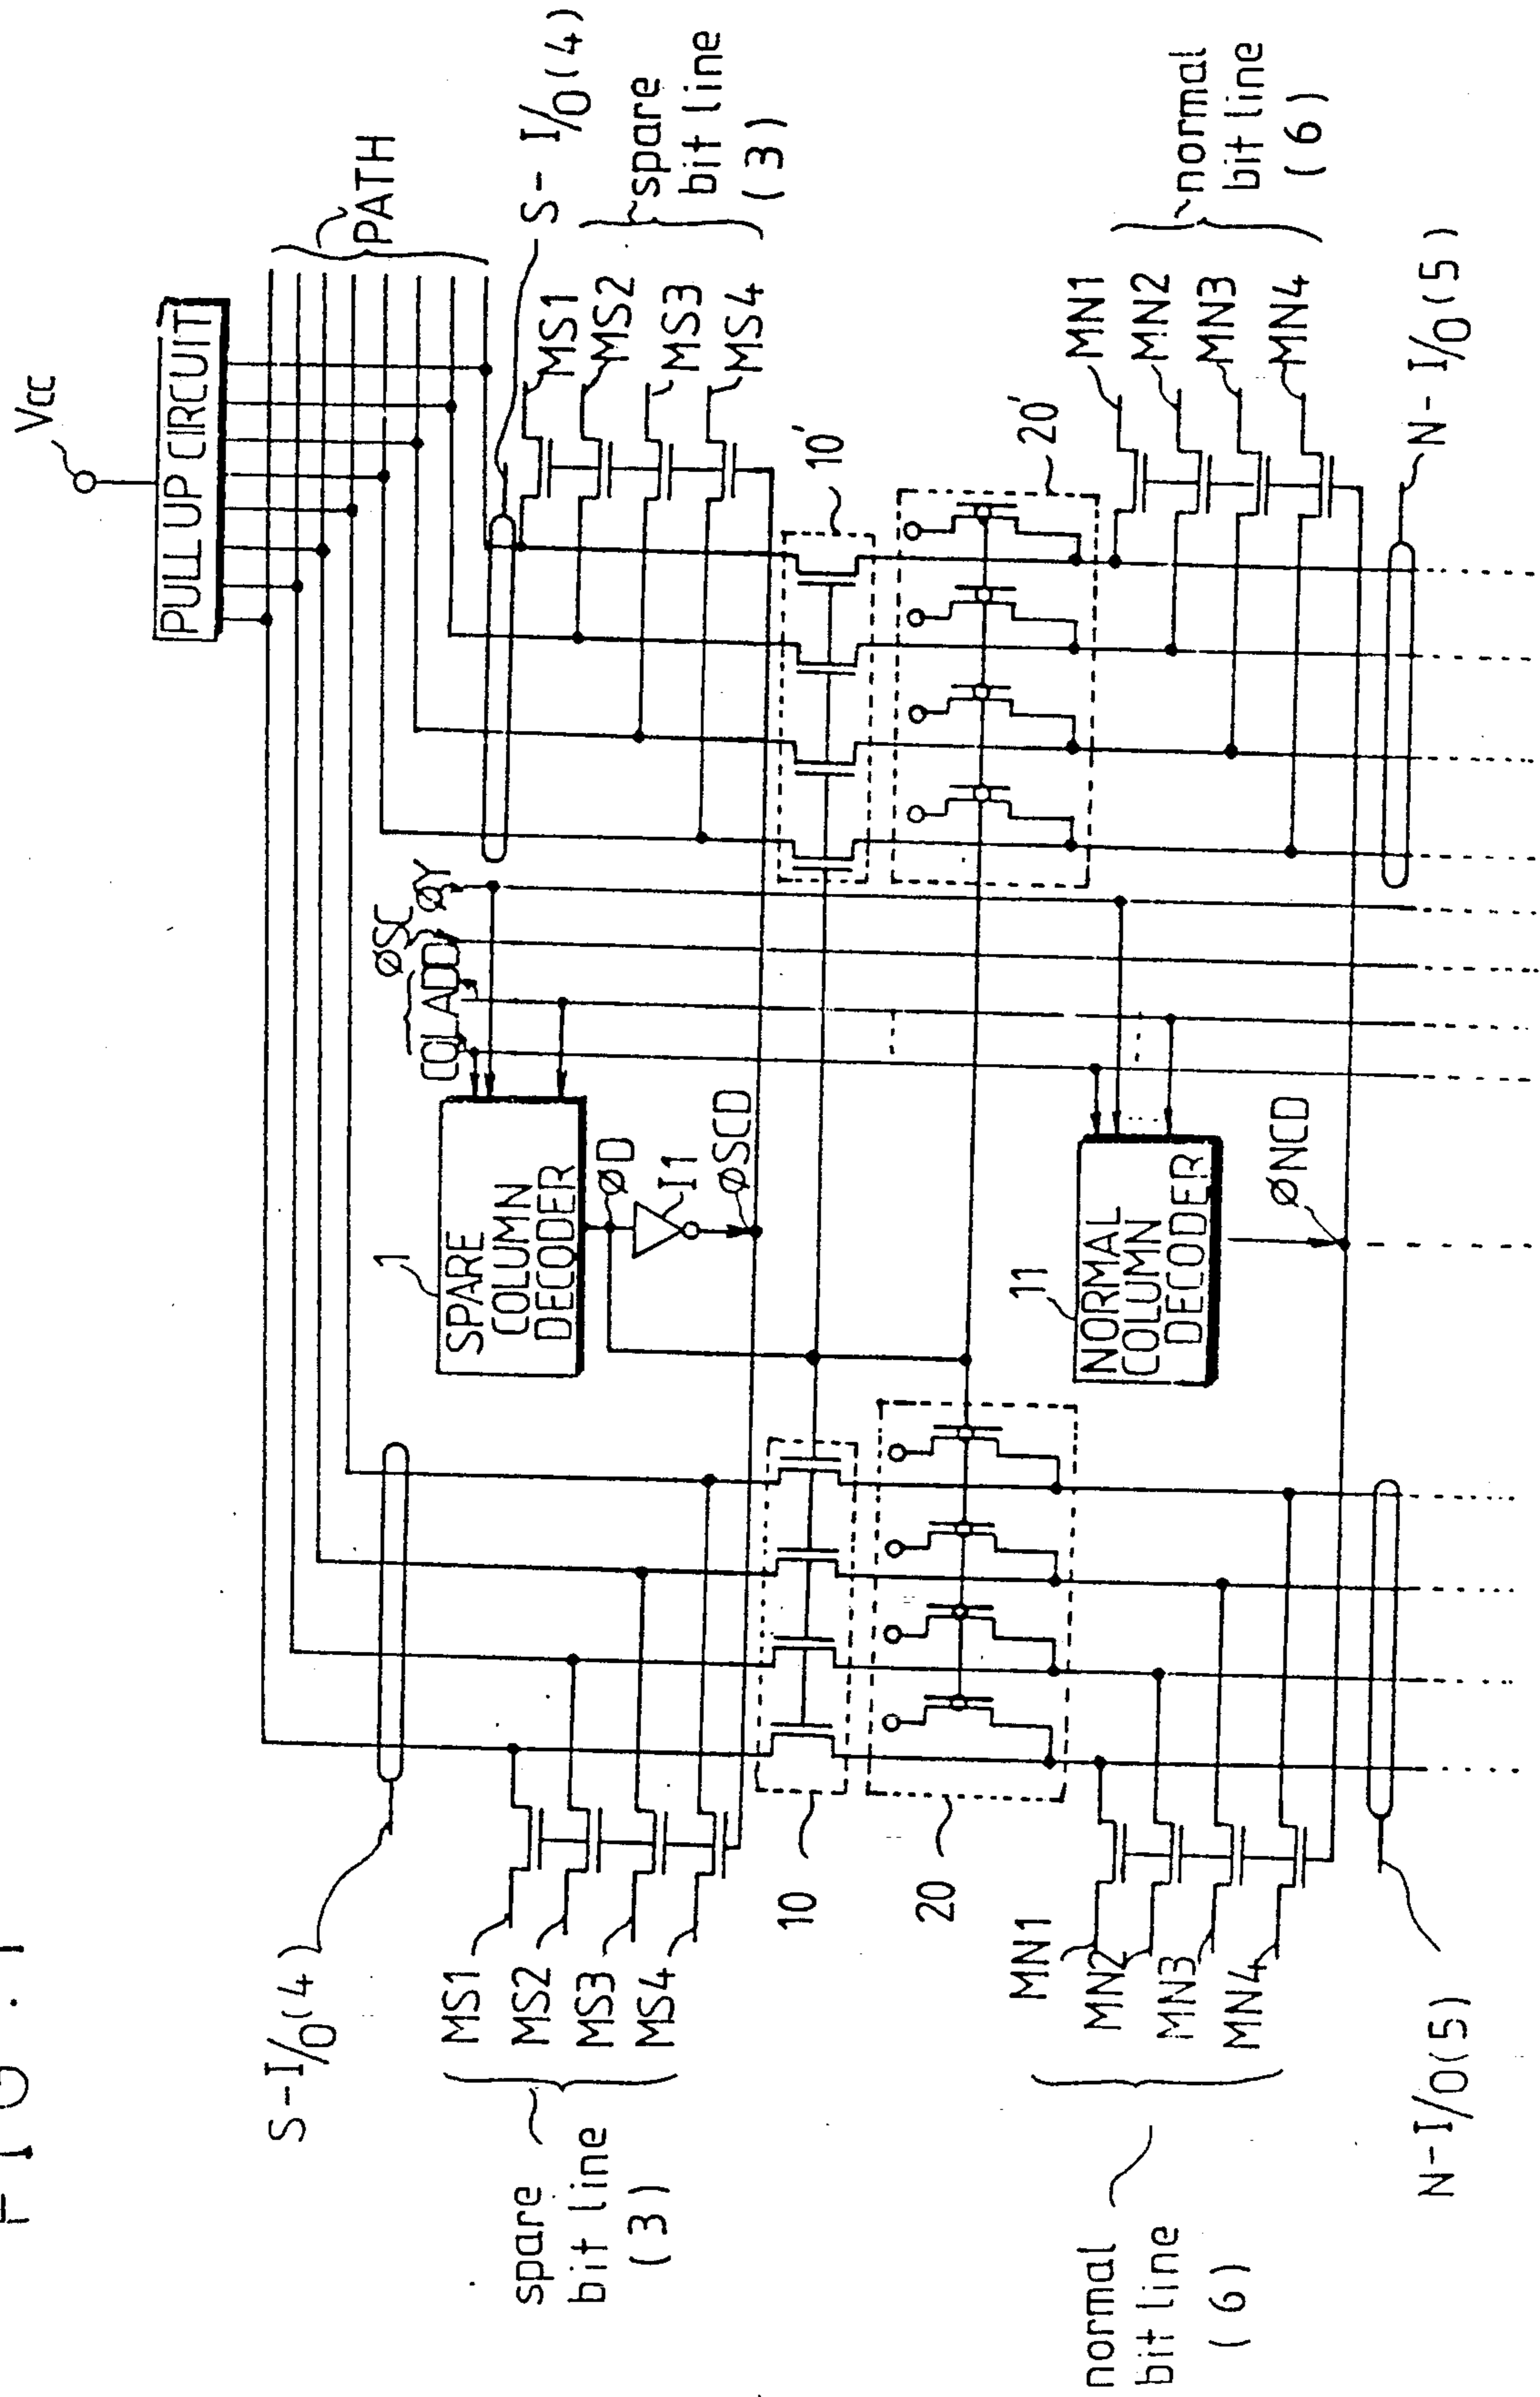 FIG. 1
Vcc
PULL UP CIRCUIT
PATH
S-I/O(4)
S-I/O(4)
COL ADD
ØSC
ØY
MS1
MS2
MS3
MS4
spare
bit line
(3)
1
SPARE
COLUMN
DECODER
ØD
I1
ØSCD
MS1
MS2
MS3
MS4
spare
bit line
(3)
10
10'
20
20'
MN1
MN2
MN3
MN4
normal
bit line
(6)
11
NORMAL
COLUMN
DECODER
ØNCD
MN1
MN2
MN3
MN4
normal
bit line
(6)
N-I/O(5)
N-I/O(5)